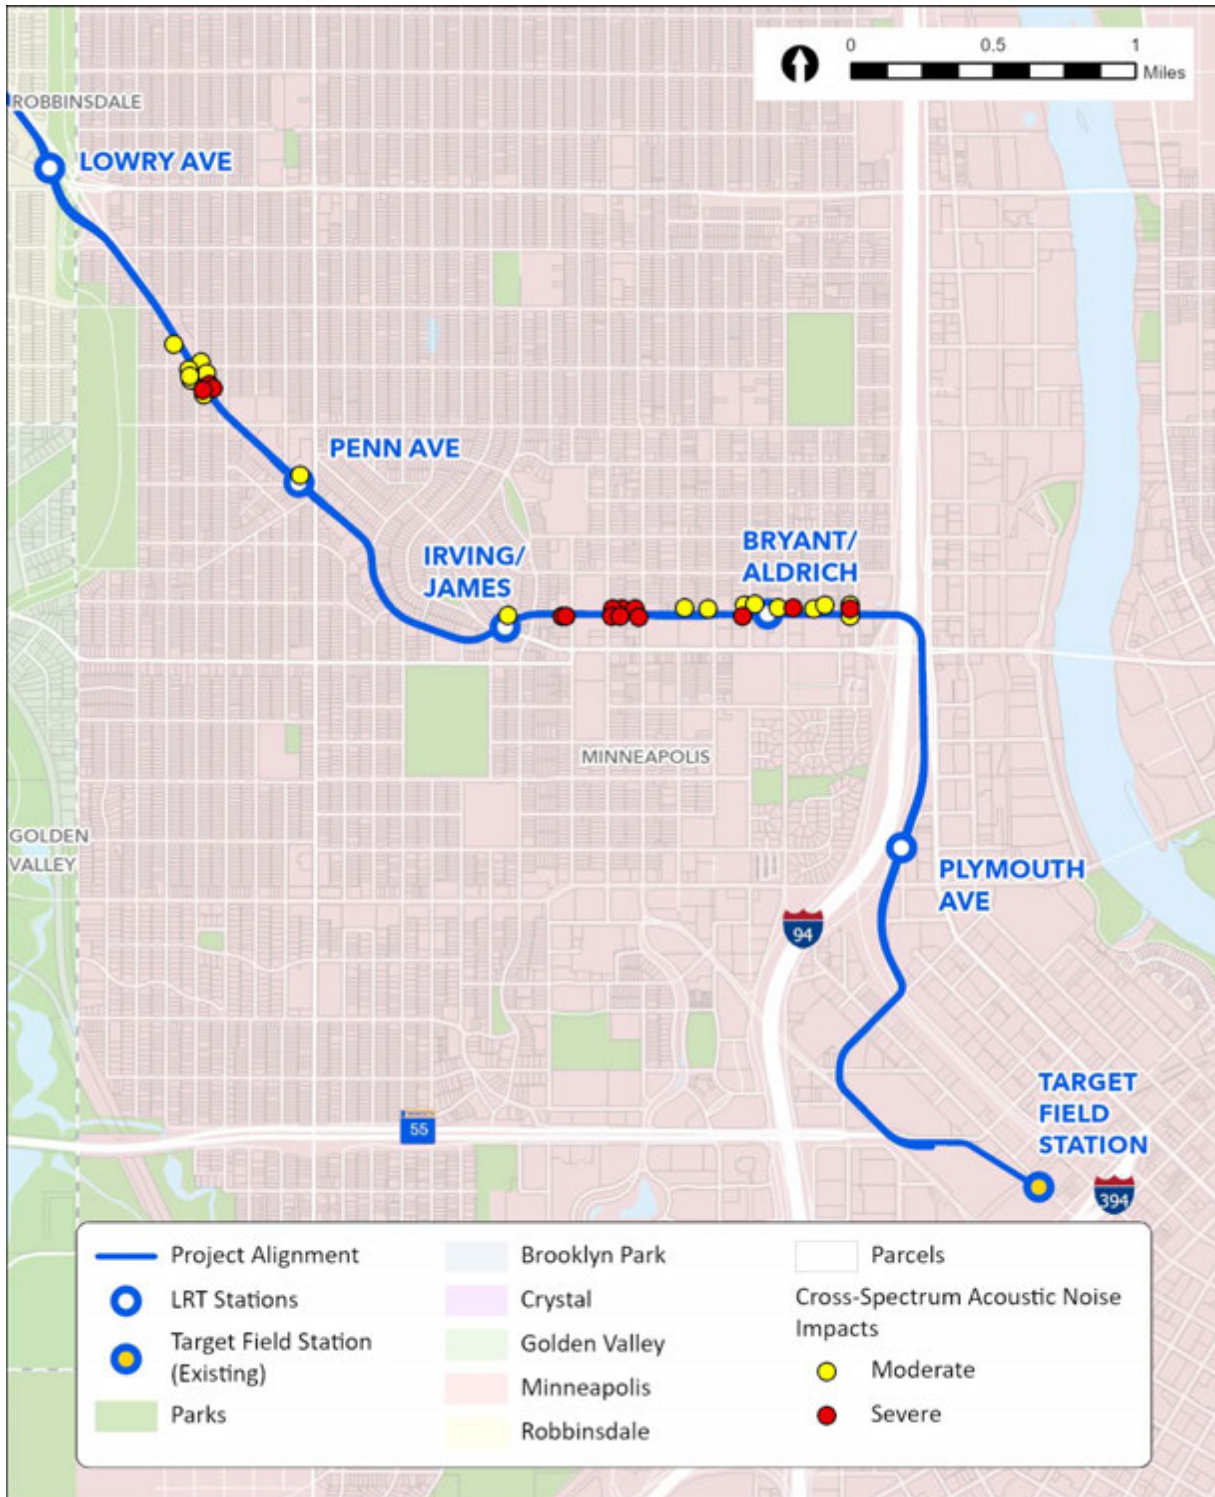 0 0.5 1
Miles
ROBBINSDALE
LOWRY AVE
PENN AVE
IRVING/
JAMES
BRYANT/
ALDRICH
MINNEAPOLIS
GOLDEN
VALLEY
PLYMOUTH
AVE
94
TARGET
FIELD
STATION
55
394
Project Alignment
LRT Stations
Target Field Station
(Existing)
Parks
Brooklyn Park
Crystal
Golden Valley
Minneapolis
Robbinsdale
Parcels
Cross-Spectrum Acoustic Noise
Impacts
Moderate
Severe